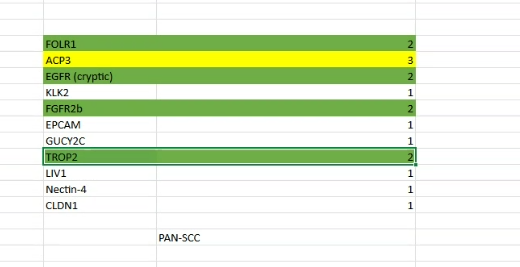 FOLR1 2
ACP3 3
EGFR (cryptic) 2
KLK2 1
FGFR2b 2
EPCAM 1
GUCY2C 1
TROP2 2
LIV1 1
Nectin-4 1
CLDN1 1
PAN-SCC